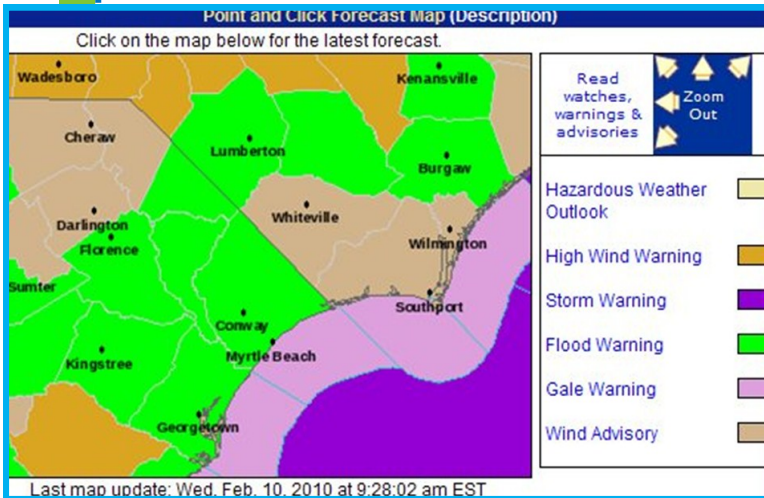 Point and Click Forecast Map (Description)
Click on the map below for the latest forecast.
Wadesboro
Kenansville
Cheraw
Lumberton
Burgaw
Whiteville
Darlington
Florence
Wilmington
Sumter
Southport
Conway
Myrtle Beach
Kingstree
Georgetown
Last map update: Wed, Feb, 10, 2010 at 9:28:02 am EST
Read
watches,
warnings &
advisories
Zoom
Out
Hazardous Weather
Outlook
High Wind Warning
Storm Warning
Flood Warning
Gale Warning
Wind Advisory